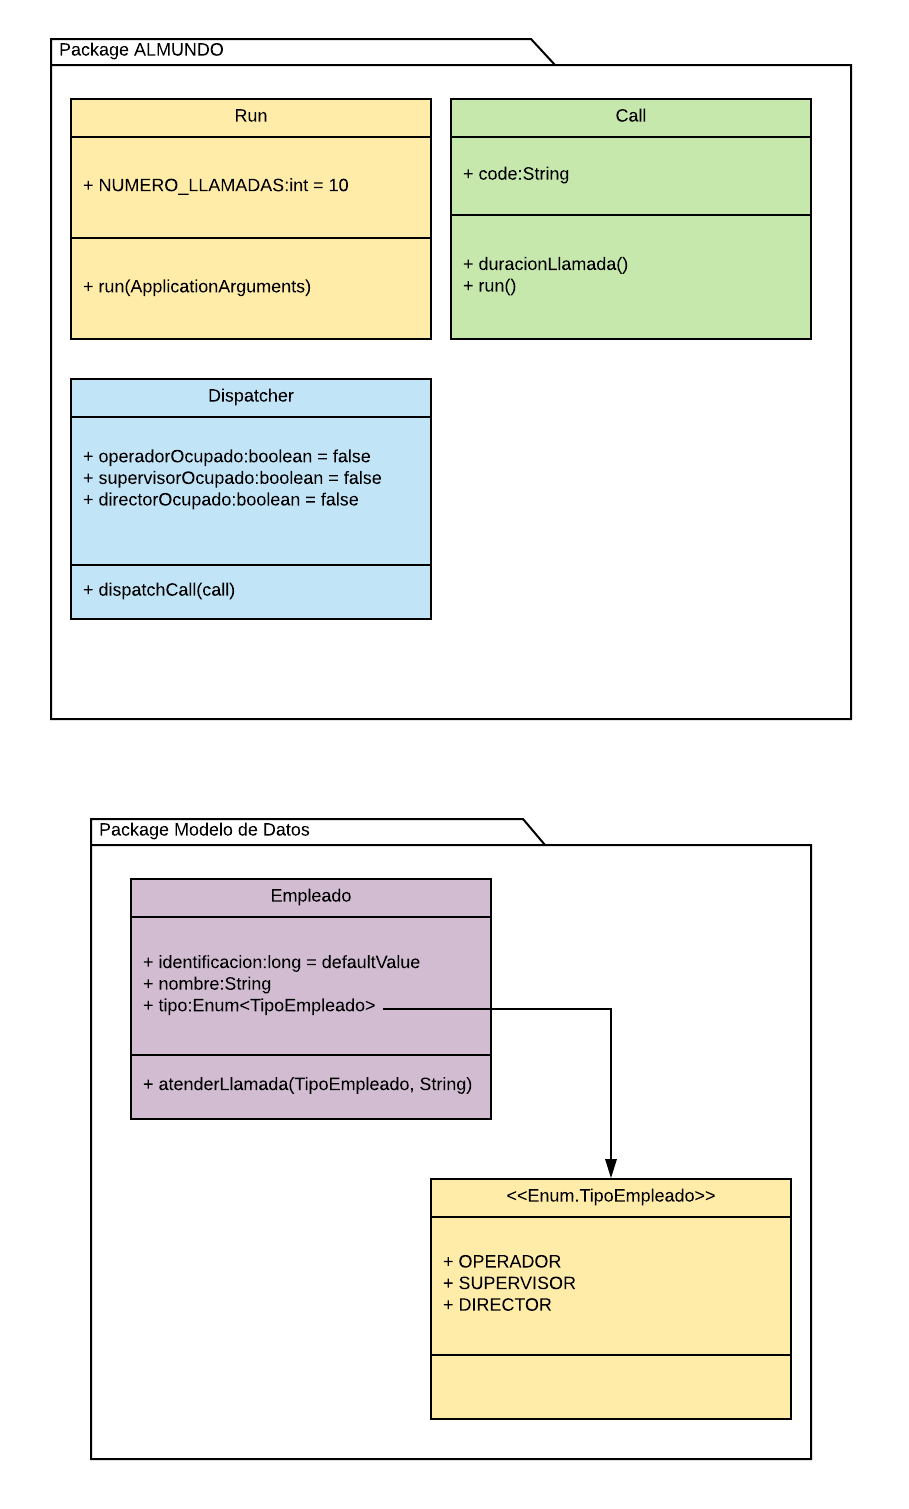 Package ALMUNDO
Run
+ NUMERO_LLAMADAS:int = 10
+ run(ApplicationArguments)
Call
+ code:String
+ duracionLlamada()
+ run()
Dispatcher
+ operadorOcupado:boolean = false
+ supervisorOcupado:boolean = false
+ directorOcupado:boolean = false
+ dispatchCall(call)
Package Modelo de Datos
Empleado
+ identificacion:long = defaultValue
+ nombre:String
+ tipo:Enum<TipoEmpleado>
+ atenderLlamada(TipoEmpleado, String)
<<Enum.TipoEmpleado>>
+ OPERADOR
+ SUPERVISOR
+ DIRECTOR